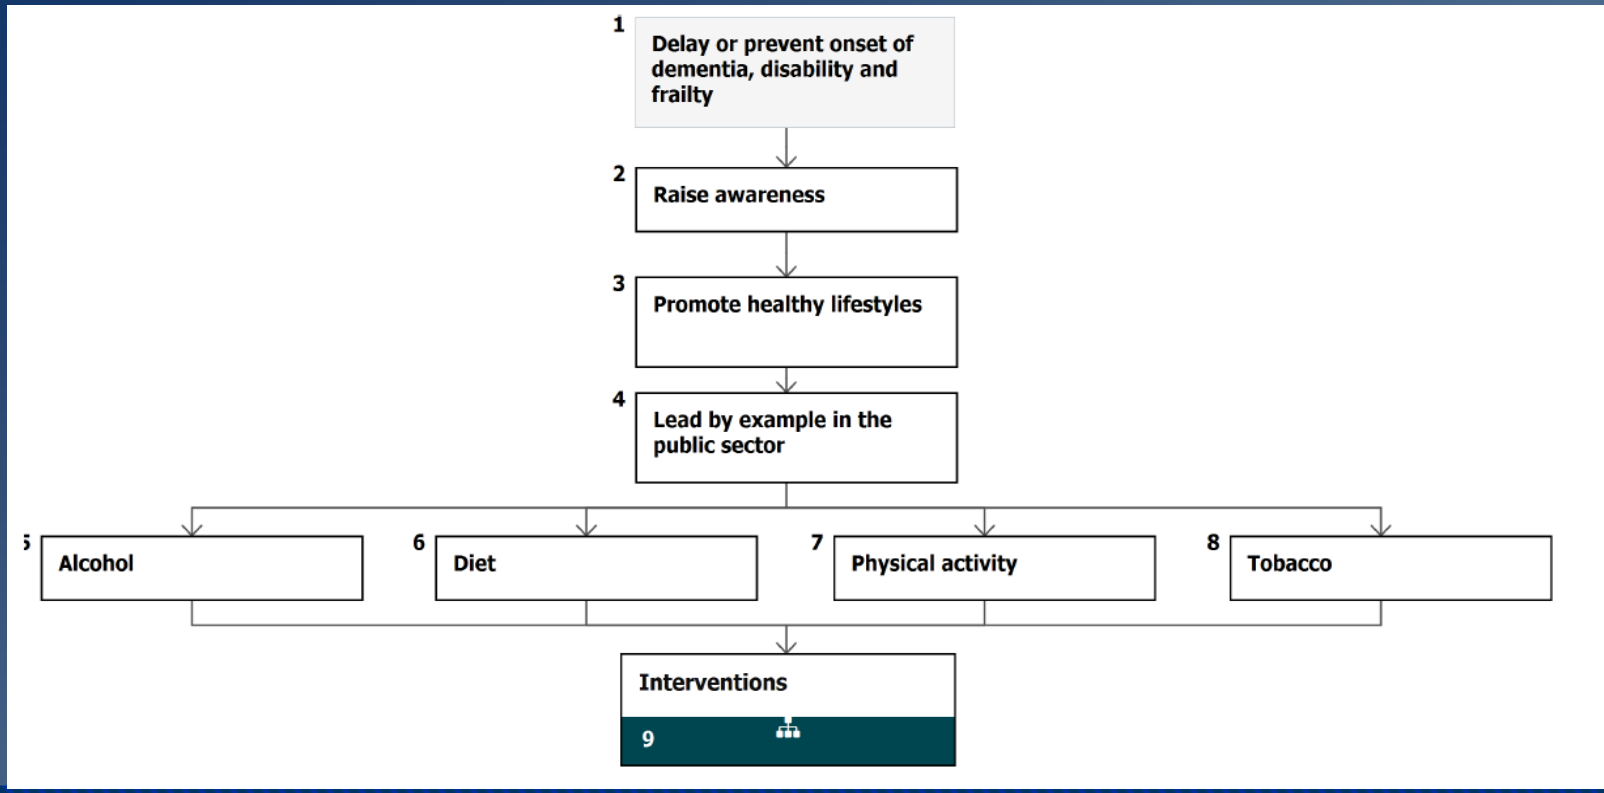 1
Delay or prevent onset of
dementia, disability and
frailty
2
Raise awareness
3
Promote healthy lifestyles
4
Lead by example in the
public sector
5
Alcohol
6
Diet
7
Physical activity
8
Tobacco
Interventions
9